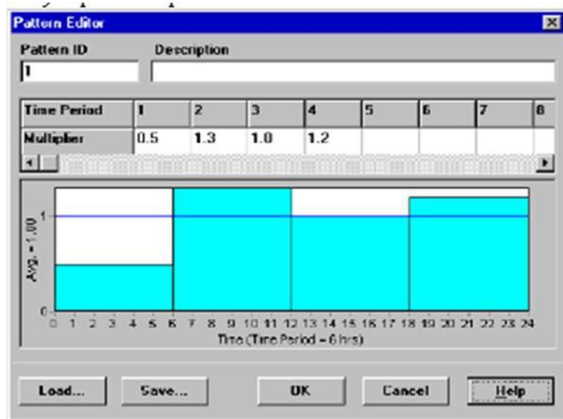 Pattern Editor
Pattern ID Description
1
Time Period 1 2 3 4 5 6 7 8
Multiplier 0.5 1.3 1.0 1.2
Avg. = 1.00
1
0
0 1 2 3 4 5 6 7 8 9 10 11 12 13 14 15 16 17 18 19 20 21 22 23 24
Time (Time Period = 6 hrs)
Load... Save... OK Cancel Help